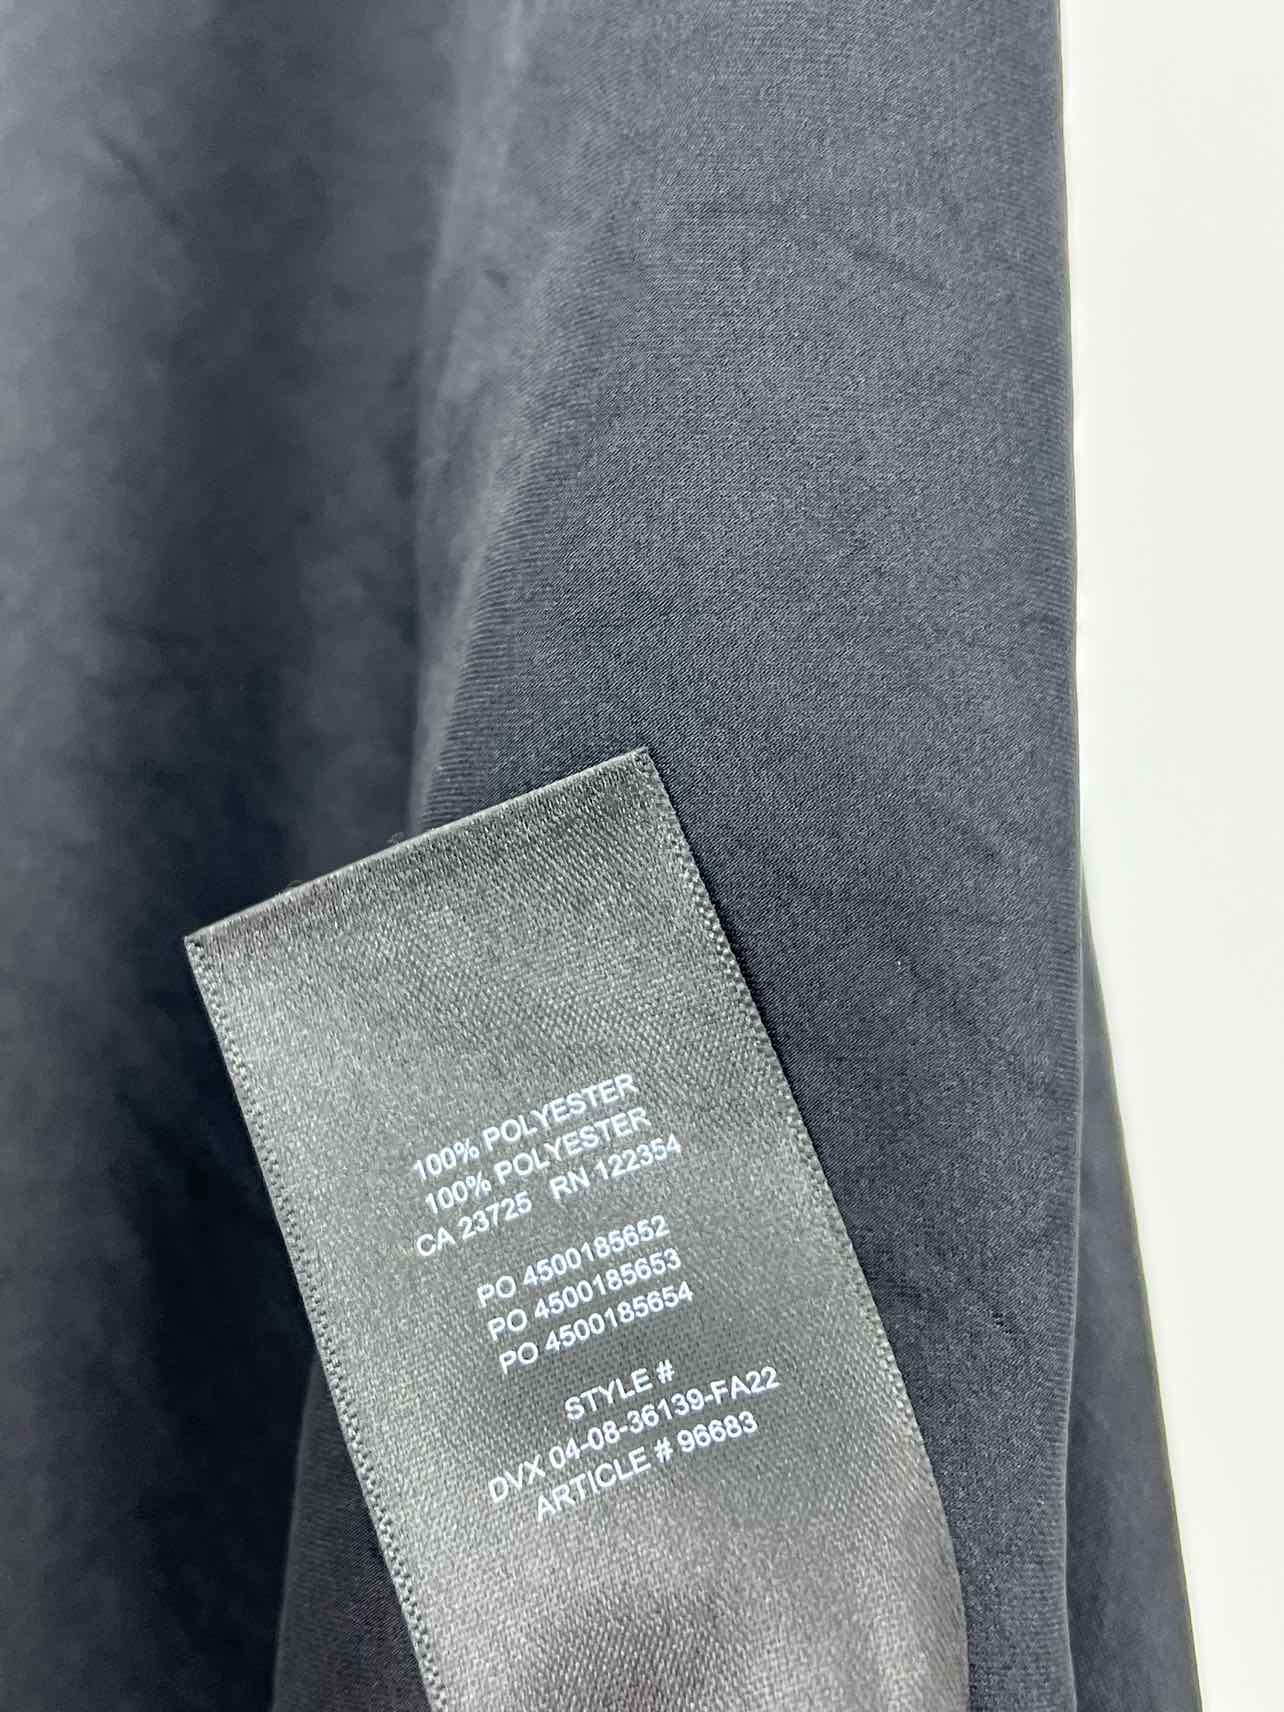 100% POLYESTER
100% POLYESTER
CA 23725 RN 122354
PO 4500185652
PO 4500185653
PO 4500185654
STYLE #
DVX 04-08-36139-FA22
ARTICLE # 96683